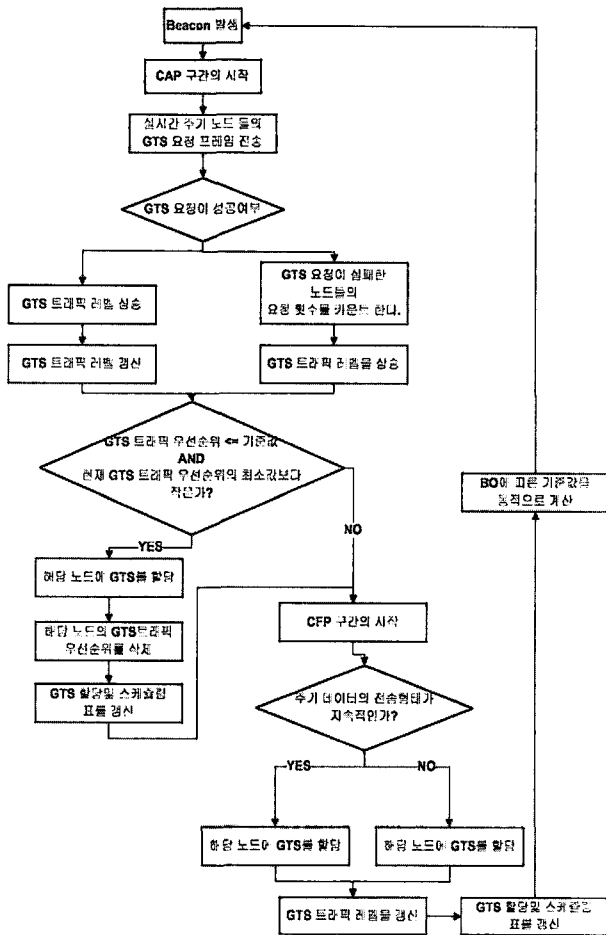 Beacon 발생
CAP 구간의 시작
실시간 주기 노드 들의
GTS 요청 프레임 전송
GTS 요청이 성공여부
GTS 트래픽 레벨 상승
GTS 요청이 실패한
노드들의
요청 횟수를 카운트 한다.
GTS 트래픽 레벨 갱신
GTS 트래픽 레벨을 상승
GTS 트래픽 우선순위 <= 기준값
AND
현재 GTS 트래픽 우선순위의 최소값보다
작은가?
YES
NO
해당 노드에 GTS를 할당
해당 노드의 GTS트래픽
우선순위를 삭제
GTS 할당및 스케쥴링
표를 갱신
CFP 구간의 시작
주기 데이터의 전송형태가
지속적인가?
YES
NO
해당 노드에 GTS를 할당
해당 노드에 GTS를 할당
GTS 트래픽 레벨을 갱신
GTS 할당및 스케쥴링
표를 갱신
BO에 따른 기준값을
동적으로 계산